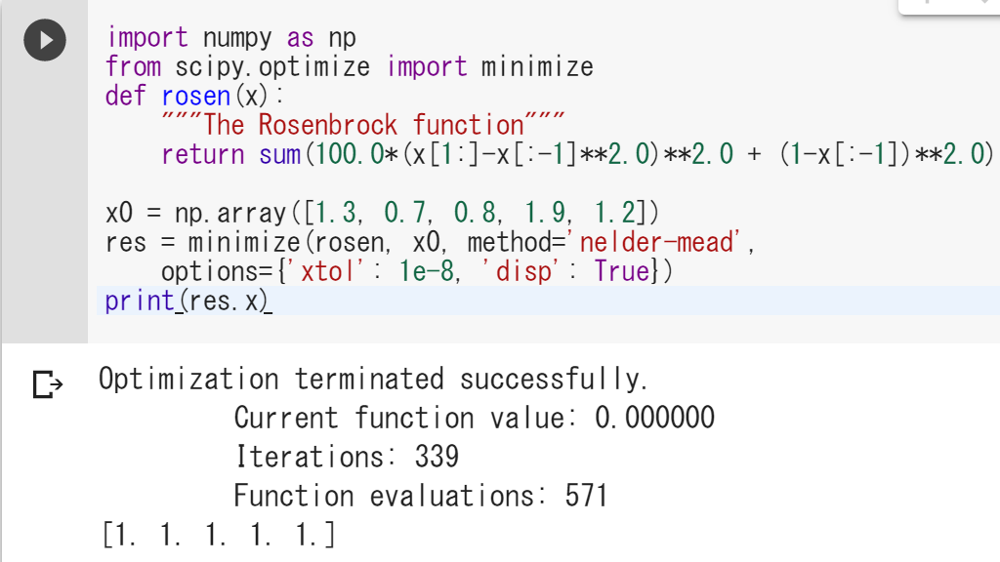 import numpy as np
from scipy.optimize import minimize
def rosen(x):
    """The Rosenbrock function"""
    return sum(100.0*(x[1:]-x[:-1]**2.0)**2.0 + (1-x[:-1])**2.0)

x0 = np.array([1.3, 0.7, 0.8, 1.9, 1.2])
res = minimize(rosen, x0, method='nelder-mead',
    options={'xtol': 1e-8, 'disp': True})
print(res.x)
Optimization terminated successfully.
         Current function value: 0.000000
         Iterations: 339
         Function evaluations: 571
[1. 1. 1. 1. 1.]